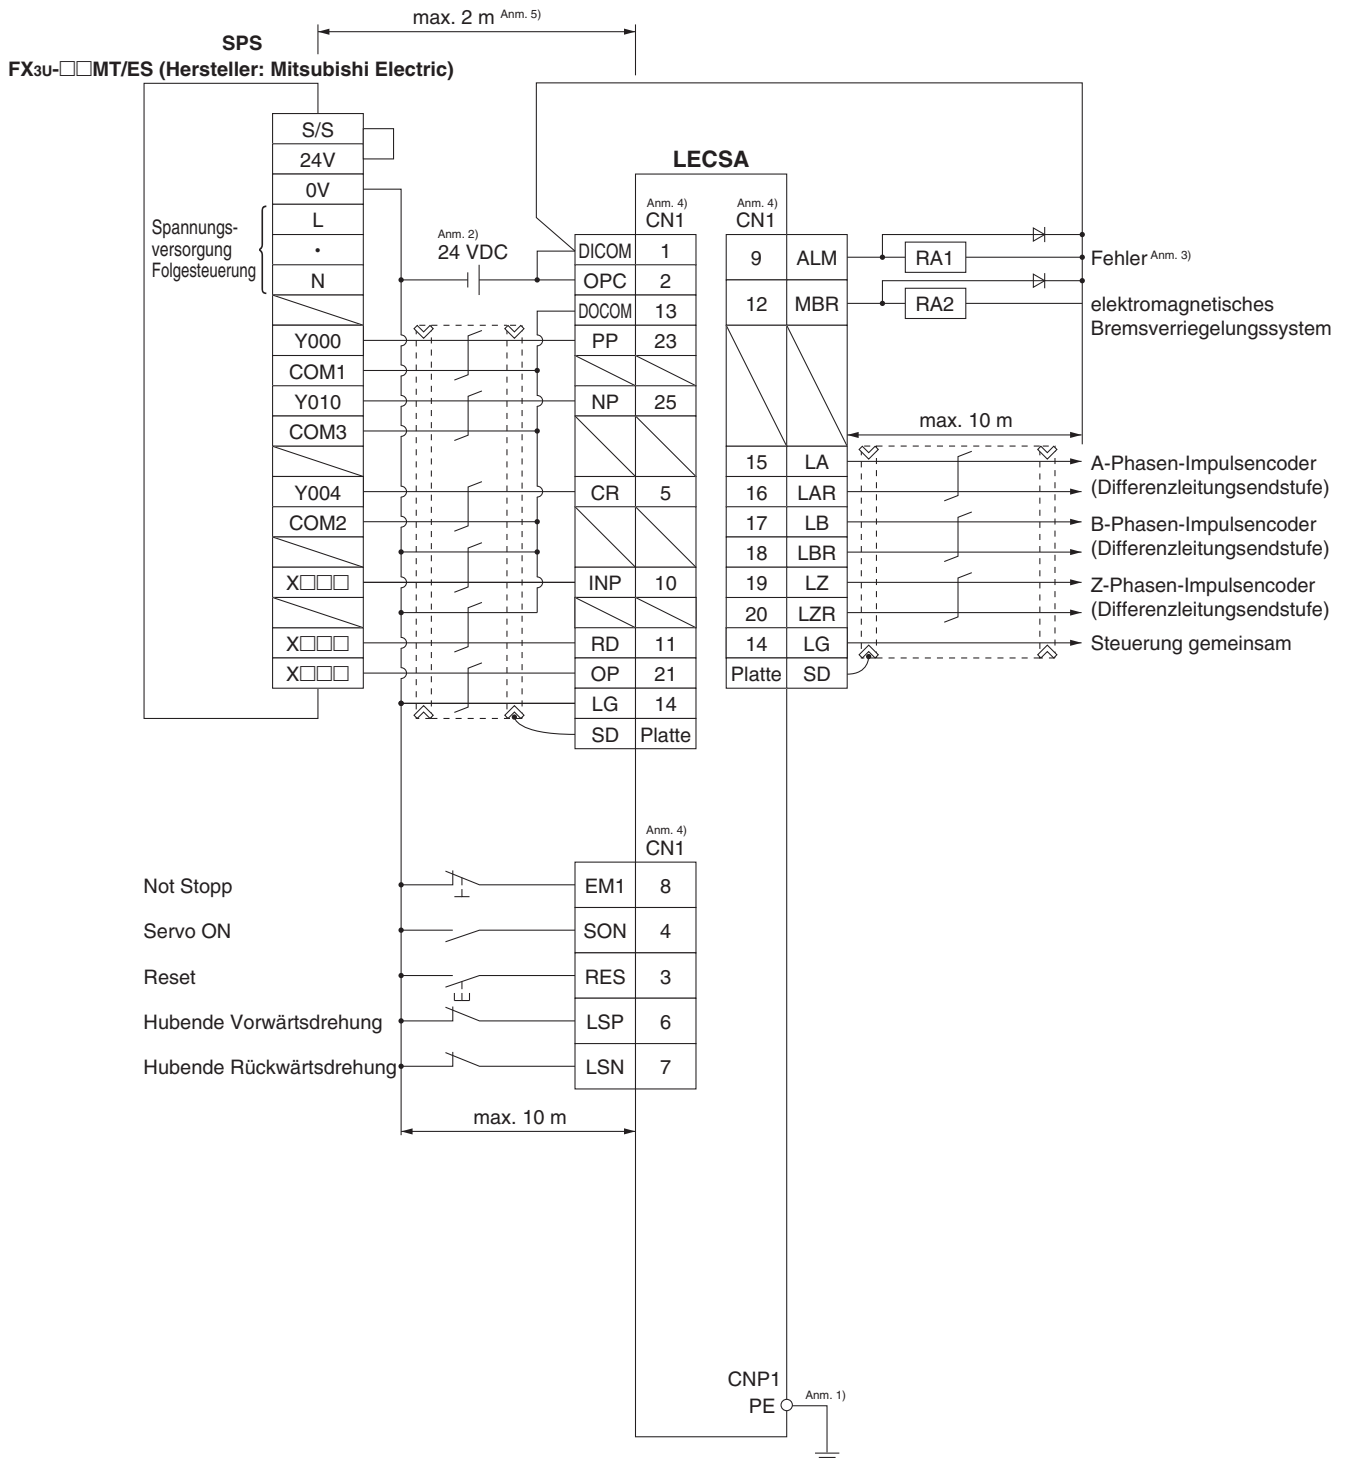 max. 2 m Anm. 5)
SPS
FX3U-□□MT/ES (Hersteller: Mitsubishi Electric)
S/S
24V
0V
L
•
N
Spannungs-
versorgung
Folgesteuerung
Y000
COM1
Y010
COM3
Y004
COM2
X□□□
X□□□
X□□□
Anm. 2)
24 VDC
LECSA
Anm. 4)
CN1
DICOM 1
OPC 2
DOCOM 13
PP 23
NP 25
CR 5
INP 10
RD 11
OP 21
LG 14
SD Platte
Anm. 4)
CN1
9 ALM
12 MBR
15 LA
16 LAR
17 LB
18 LBR
19 LZ
20 LZR
14 LG
Platte SD
RA1
RA2
Fehler Anm. 3)
elektromagnetisches
Bremsverriegelungssystem
max. 10 m
A-Phasen-Impulsencoder
(Differenzleitungsendstufe)
B-Phasen-Impulsencoder
(Differenzleitungsendstufe)
Z-Phasen-Impulsencoder
(Differenzleitungsendstufe)
Steuerung gemeinsam
Anm. 4)
CN1
Not Stopp
EM1 8
Servo ON
SON 4
Reset
RES 3
Hubende Vorwärtsdrehung
LSP 6
Hubende Rückwärtsdrehung
LSN 7
max. 10 m
CNP1
PE
Anm. 1)